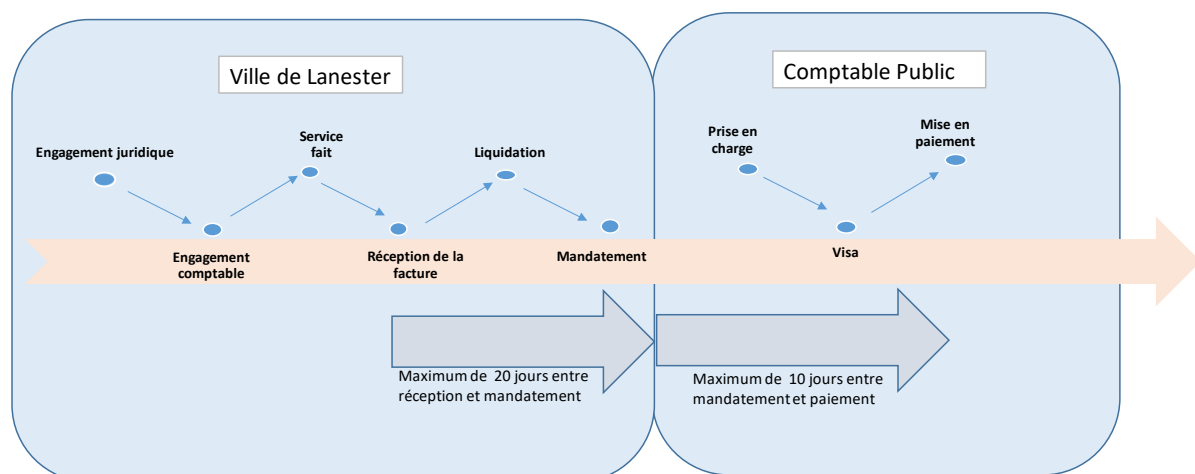 Ville de Lanester
Comptable Public
Engagement juridique
Service
fait
Liquidation
Prise en
charge
Mise en
paiement
Engagement
comptable
Réception de la
facture
Mandatement
Visa
Maximum de 20 jours entre
réception et mandatement
Maximum de 10 jours entre
mandatement et paiement